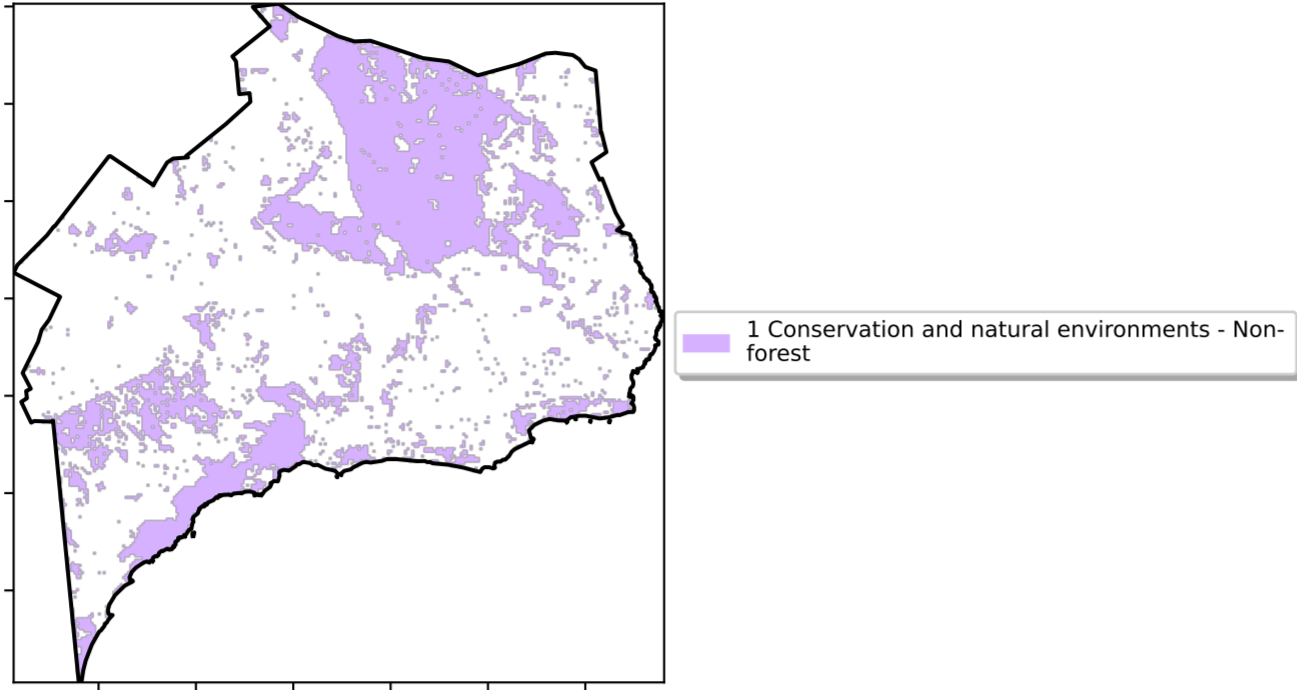 1 Conservation and natural environments - Non-
forest